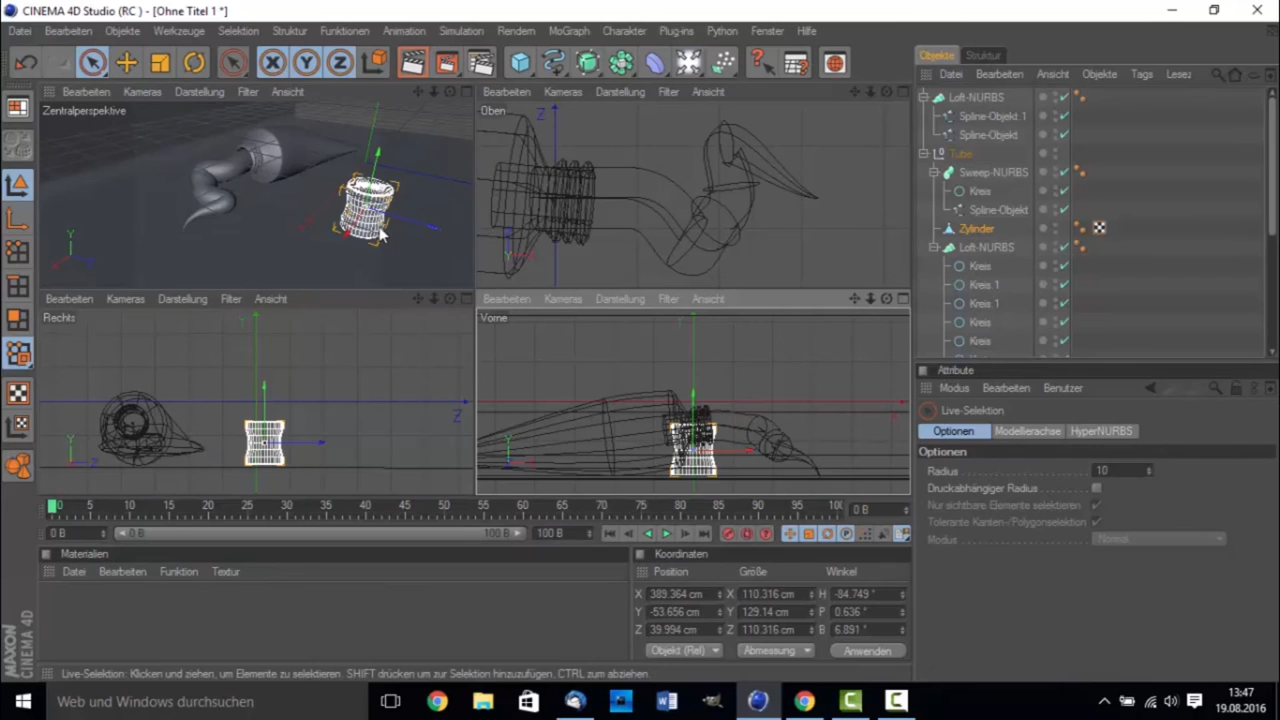 CINEMA 4D Studio (RC ) - [Ohne Titel 1 *]
Datei Bearbeiten Objekte Werkzeuge Selektion Struktur Funktionen Animation Simulation Rendern MoGraph Charakter Plug-ins Python Fenster Hilfe
Objekte Struktur
Datei Bearbeiten Ansicht Objekte Tags Lesez
Bearbeiten Kameras Darstellung Filter Ansicht
Zentralperspektive
Bearbeiten Kameras Darstellung Filter Ansicht
Oben
Bearbeiten Kameras Darstellung Filter Ansicht
Rechts
Bearbeiten Kameras Darstellung Filter Ansicht
Vorne
Loft-NURBS
Spline-Objekt.1
Spline-Objekt
Tube
Sweep-NURBS
Kreis
Spline-Objekt
Zylinder
Loft-NURBS
Kreis
Kreis.1
Kreis.1
Kreis
Kreis
Attribute
Modus Bearbeiten Benutzer
Live-Selektion
Optionen Modellierachse HyperNURBS
Optionen
Radius 10
Druckabhängiger Radius
Nur sichtbare Elemente selektieren
Tolerante Kanten-/Polygonselektion
Modus Normal
0 5 10 15 20 25 30 35 40 45 50 55 60 65 70 75 80 85 90 95 100 0 B
0 B 0 B 100 B 100 B
Materialien
Datei Bearbeiten Funktion Textur
Koordinaten
Position Größe Winkel
X 389.364 cm X 110.316 cm H -84.749 °
Y -53.656 cm Y 129.14 cm P 0.636 °
Z 39.994 cm Z 110.316 cm B 6.891 °
Objekt (Rel) Abmessung Anwenden
MAXON
CINEMA 4D
Live-Selektion: Klicken und ziehen, um Elemente zu selektieren. SHIFT drücken um zur Selektion hinzuzufügen, CTRL zum abziehen.
Web und Windows durchsuchen
13:47
19.08.2016